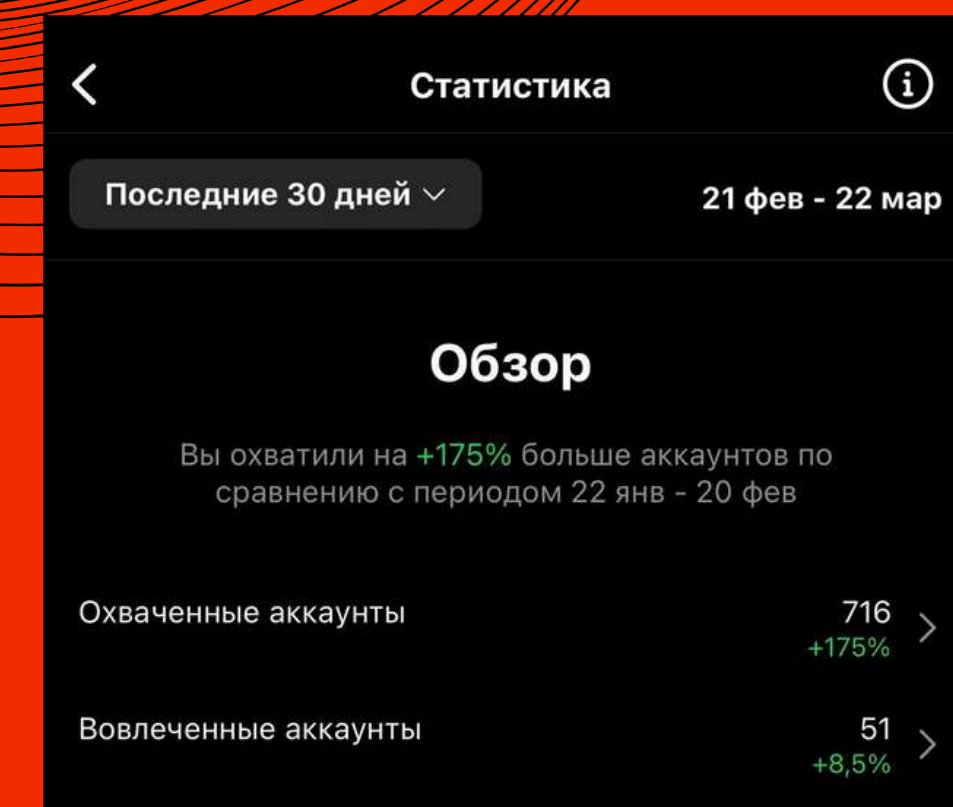 Статистика
Последние 30 дней
21 фев - 22 мар
Обзор
Вы охватили на +175% больше аккаунтов по
сравнению с периодом 22 янв - 20 фев
Охваченные аккаунты
716
+175%
Вовлеченные аккаунты
51
+8,5%